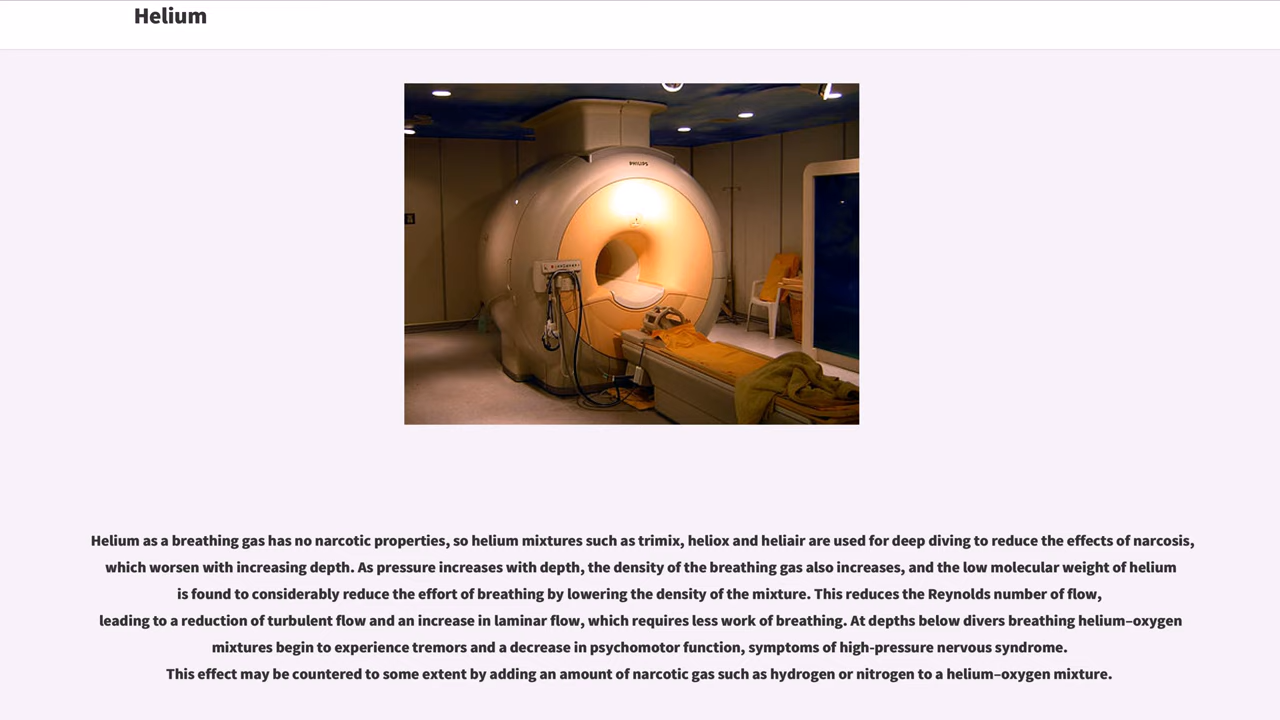 Helium
PHILIPS
Helium as a breathing gas has no narcotic properties, so helium mixtures such as trimix, heliox and heliair are used for deep diving to reduce the effects of narcosis,
which worsen with increasing depth. As pressure increases with depth, the density of the breathing gas also increases, and the low molecular weight of helium
is found to considerably reduce the effort of breathing by lowering the density of the mixture. This reduces the Reynolds number of flow,
leading to a reduction of turbulent flow and an increase in laminar flow, which requires less work of breathing. At depths below divers breathing helium–oxygen
mixtures begin to experience tremors and a decrease in psychomotor function, symptoms of high-pressure nervous syndrome.
This effect may be countered to some extent by adding an amount of narcotic gas such as hydrogen or nitrogen to a helium–oxygen mixture.